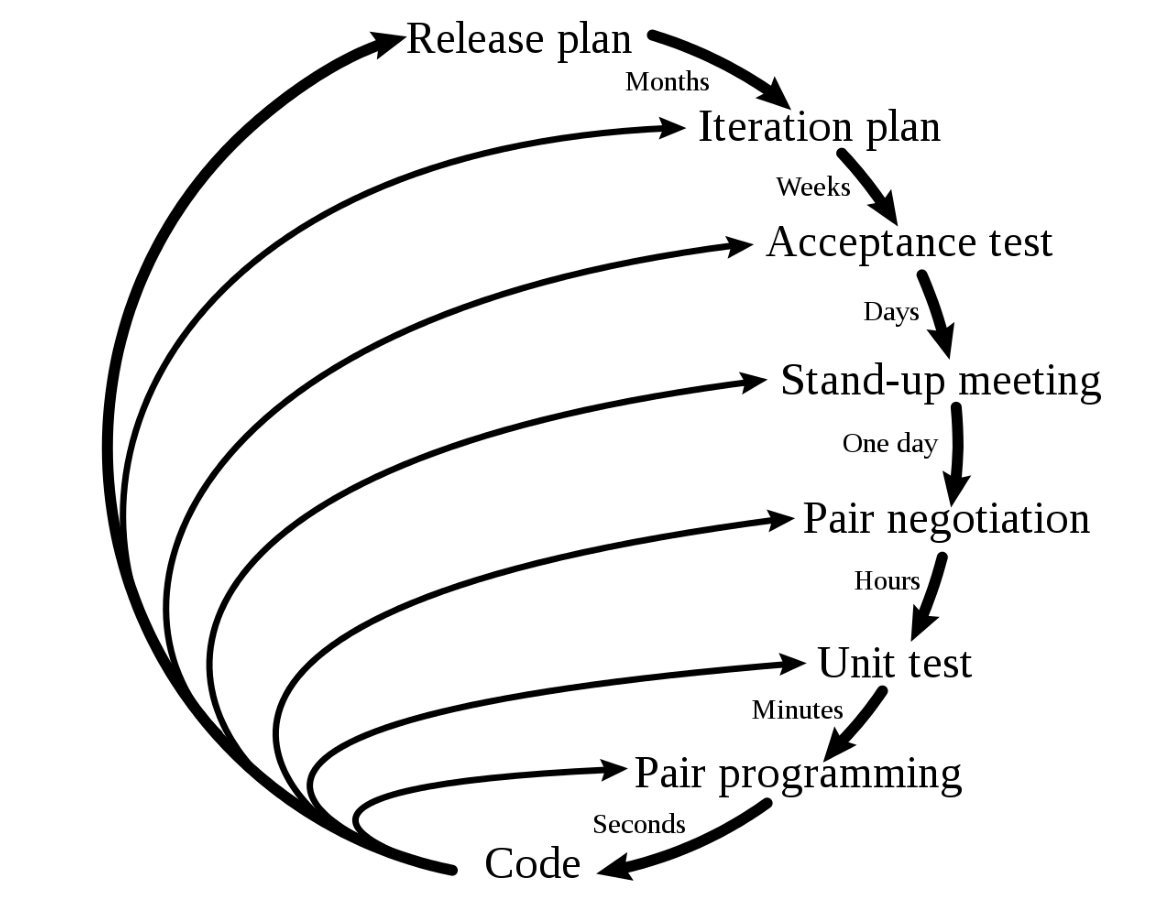 Release plan
Months
Iteration plan
Weeks
Acceptance test
Days
Stand-up meeting
One day
Pair negotiation
Hours
Unit test
Minutes
Pair programming
Seconds
Code